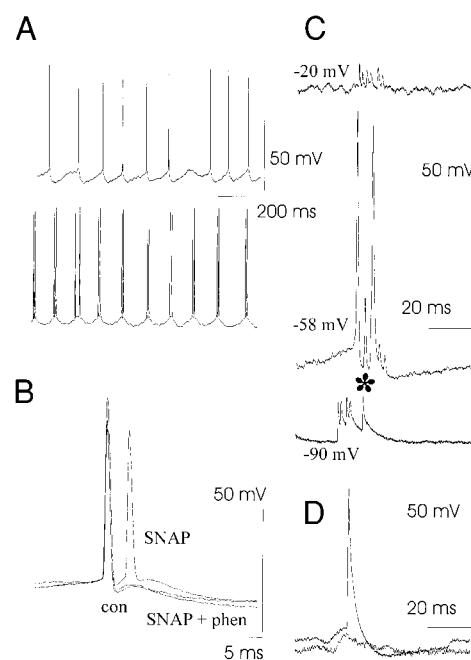 A
50 mV
200 ms
B
50 mV
SNAP
con
SNAP + phen
5 ms
C
-20 mV
50 mV
20 ms
-58 mV
-90 mV
D
50 mV
20 ms